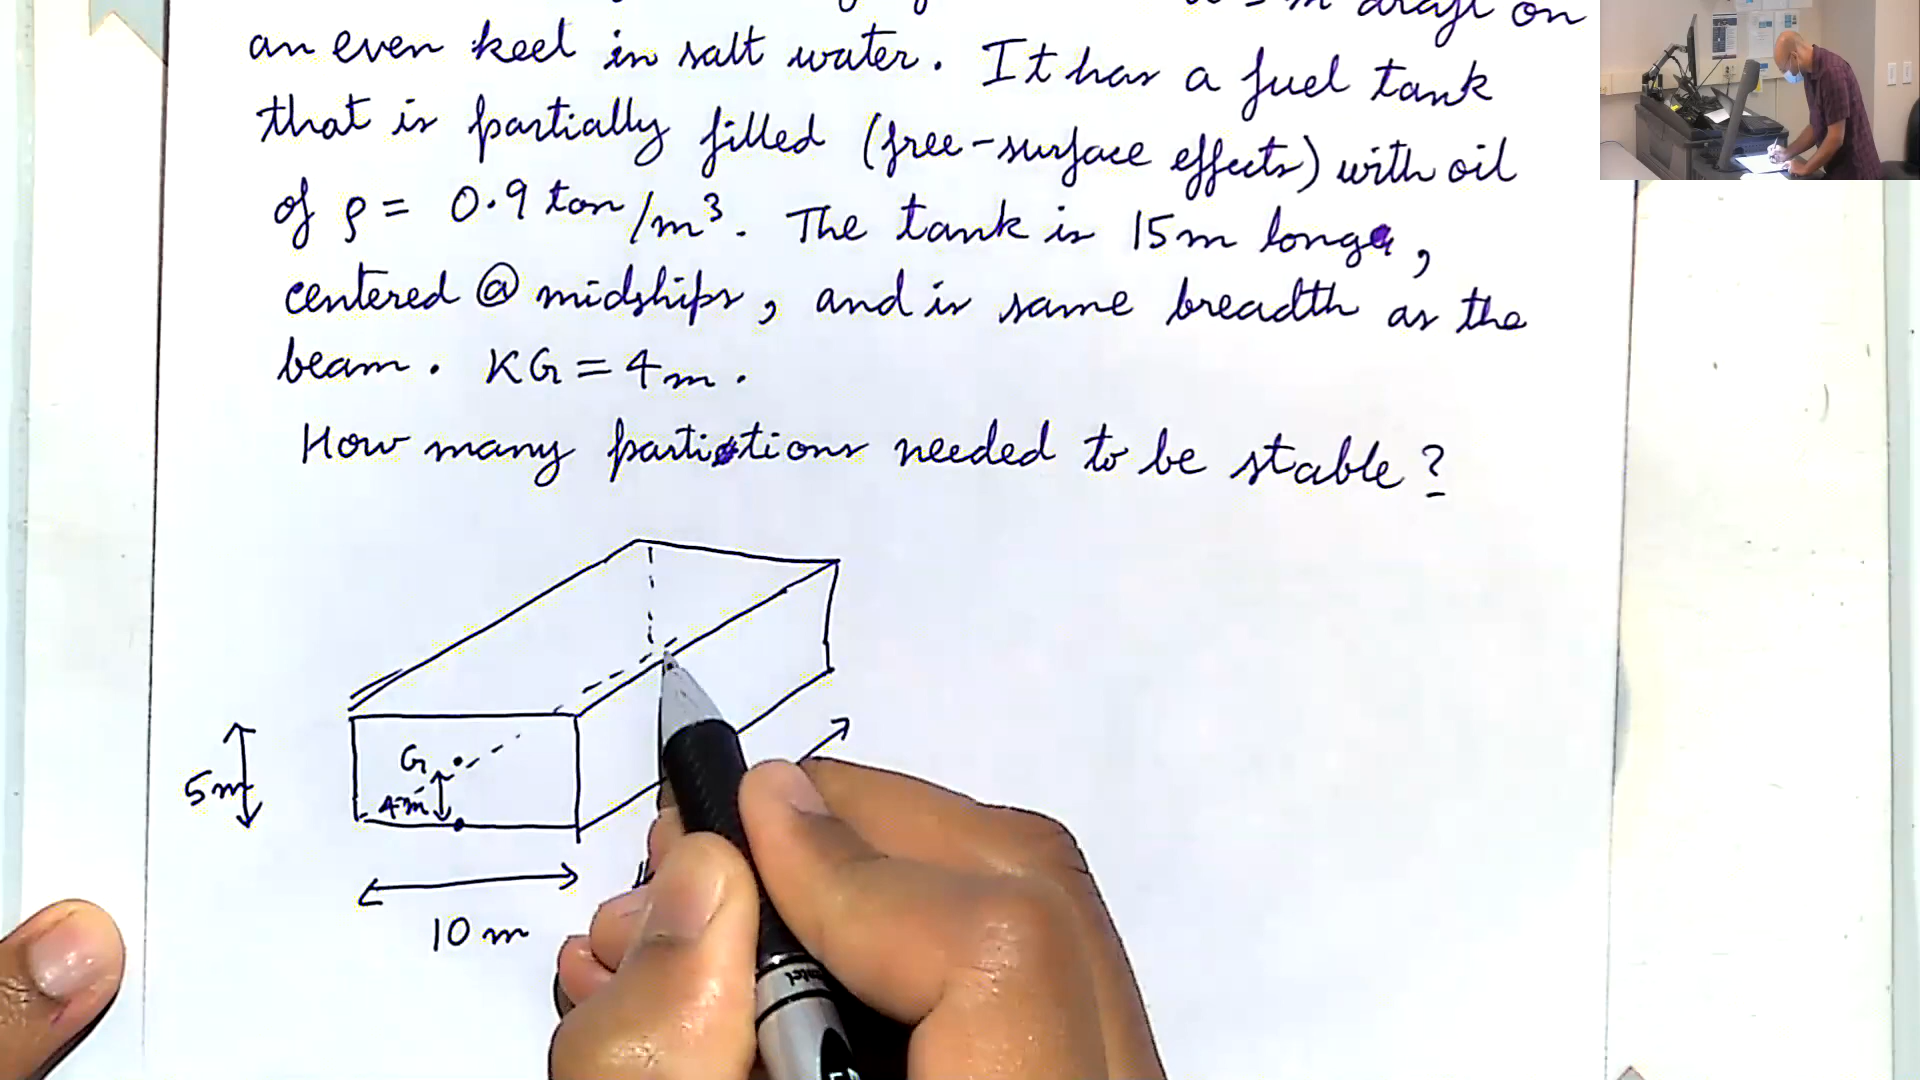 m draft on
an even keel in salt water. It has a fuel tank
that is partially filled (free-surface effects) with oil
of ρ = 0.9 ton/m³. The tank is 15m long,
centered @ midships, and is same breadth as the
beam. KG = 4m.
How many partitions needed to be stable?
G
5m
4m
10 m